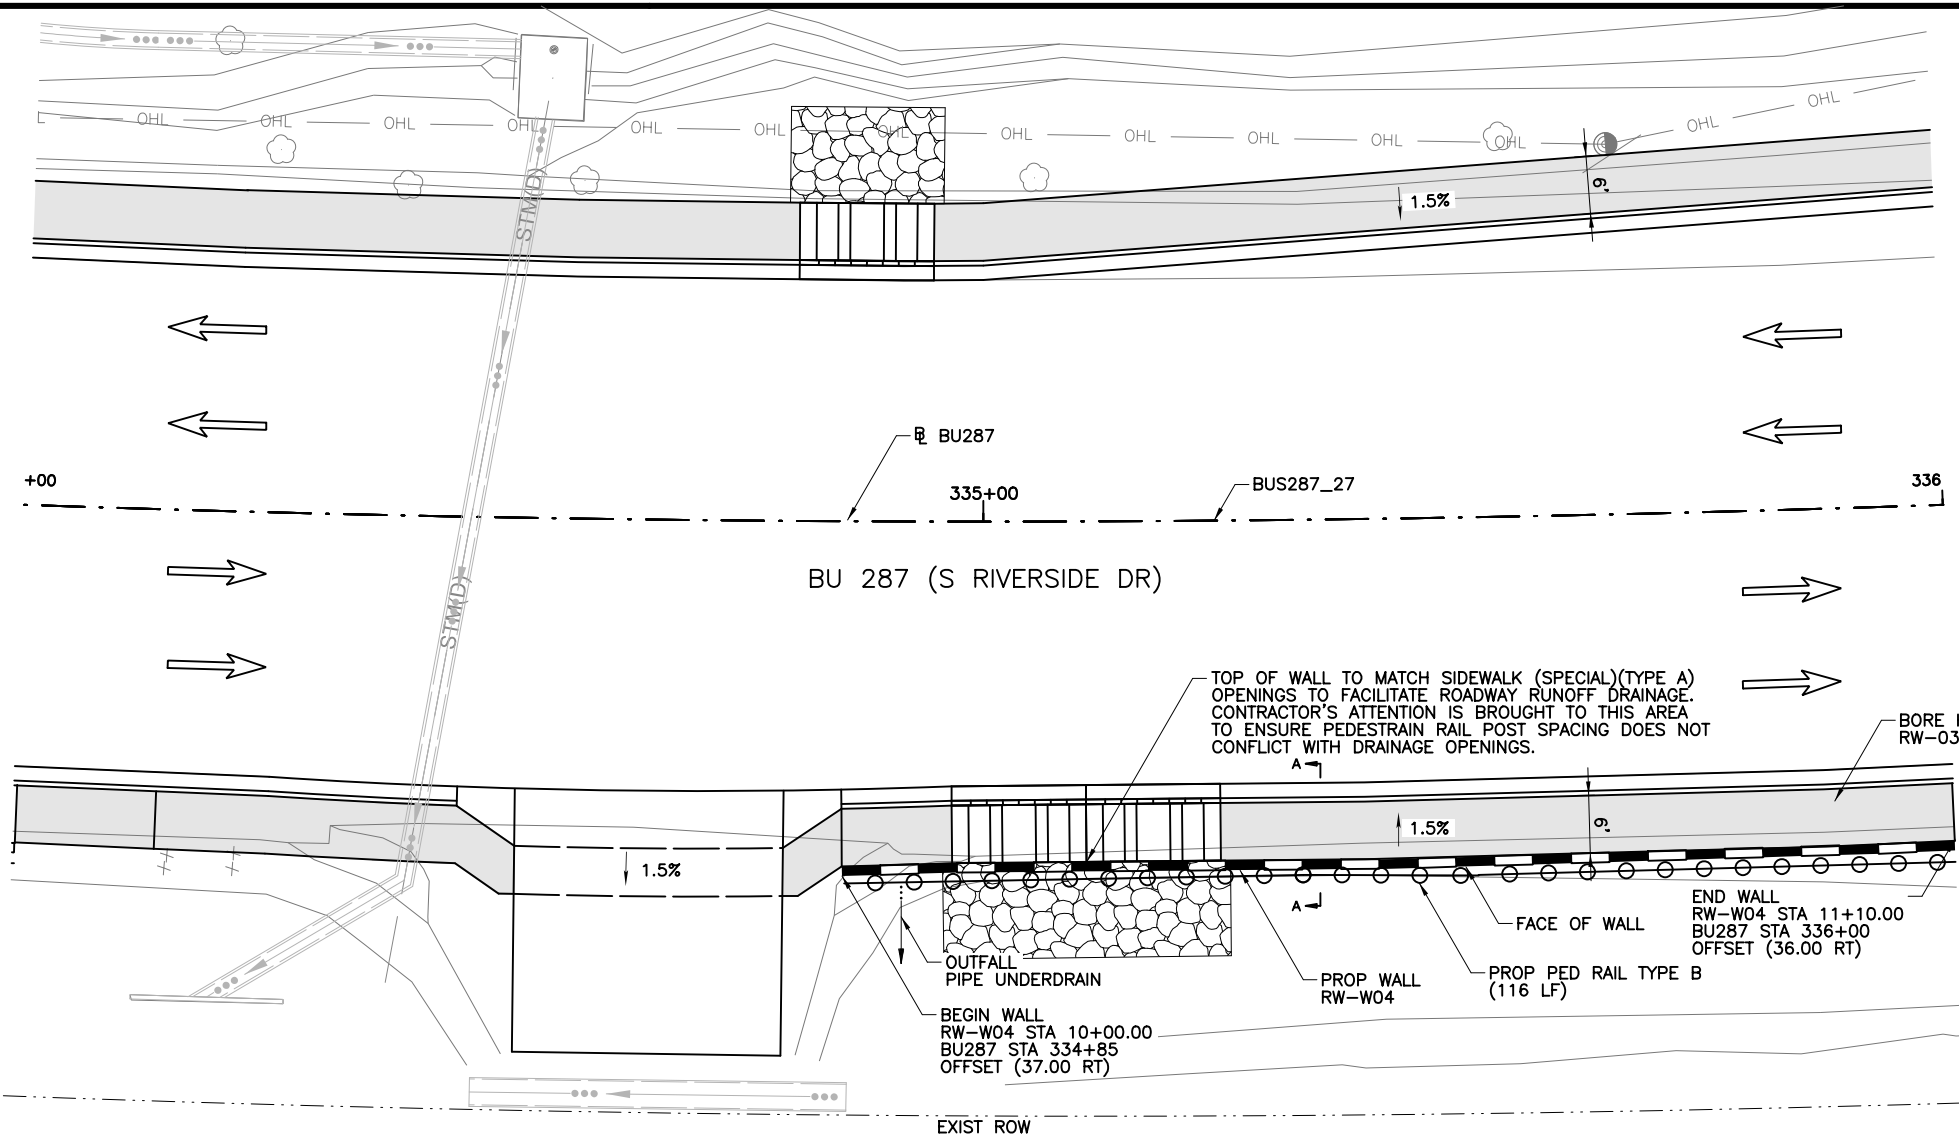 OHL
OHL
OHL
OHL
OHL
OHL
OHL
OHL
OHL
OHL
OHL
OHL
OHL
OHL
STM(D)
1.5%
6'
BU287
+00
335+00
BUS287_27
336
BU 287 (S RIVERSIDE DR)
STM(D)
TOP OF WALL TO MATCH SIDEWALK (SPECIAL)(TYPE A)
OPENINGS TO FACILITATE ROADWAY RUNOFF DRAINAGE.
CONTRACTOR'S ATTENTION IS BROUGHT TO THIS AREA
TO ENSURE PEDESTRAIN RAIL POST SPACING DOES NOT
CONFLICT WITH DRAINAGE OPENINGS.
BORE
RW-03
A
1.5%
6'
1.5%
A
END WALL
RW-W04 STA 11+10.00
BU287 STA 336+00
OFFSET (36.00 RT)
FACE OF WALL
OUTFALL
PIPE UNDERDRAIN
PROP WALL
RW-W04
PROP PED RAIL TYPE B
(116 LF)
BEGIN WALL
RW-W04 STA 10+00.00
BU287 STA 334+85
OFFSET (37.00 RT)
EXIST ROW